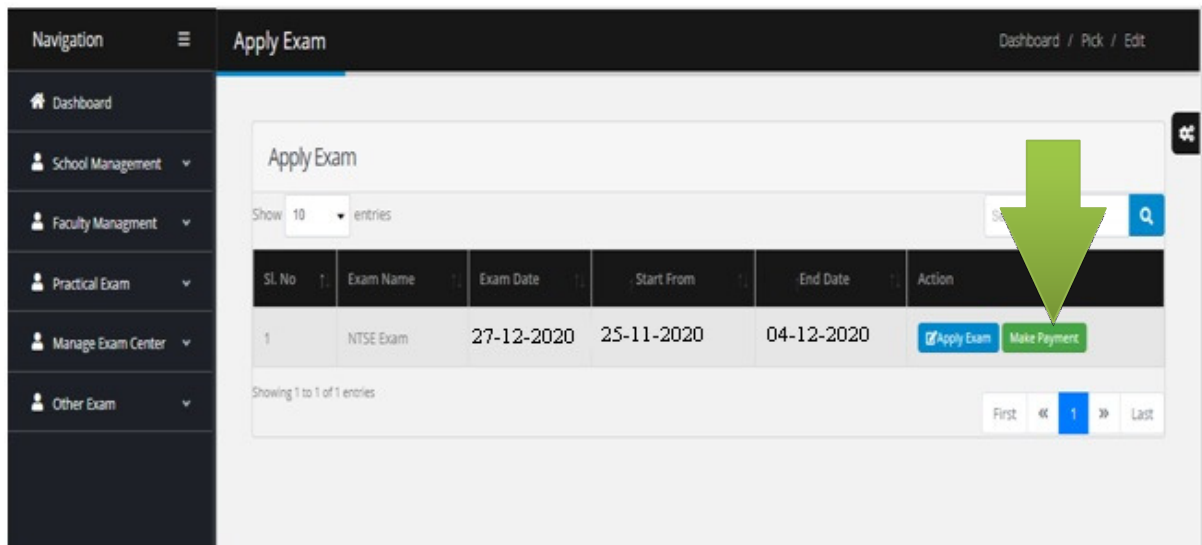 Navigation
Apply Exam
Dashboard / Pick / Edit
Dashboard
School Management
Faculty Managment
Practical Exam
Manage Exam Center
Other Exam
Apply Exam
Show 10 entries
Sl. No Exam Name Exam Date Start From End Date Action
1 NTSE Exam 27-12-2020 25-11-2020 04-12-2020 Apply Exam Make Payment
Showing 1 to 1 of 1 entries
First « 1 » Last